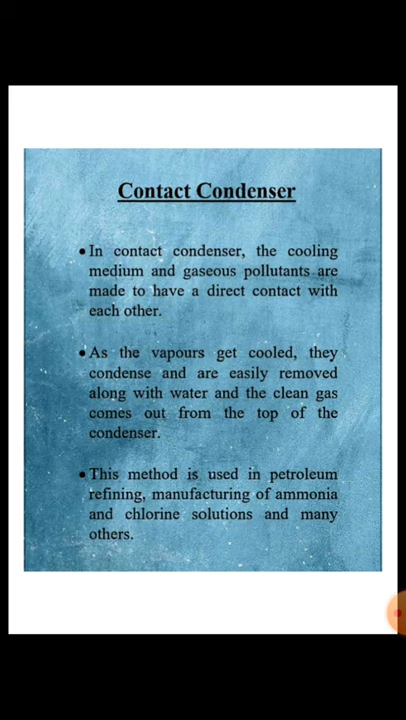 Contact Condenser
• In contact condenser, the cooling
medium and gaseous pollutants are
made to have a direct contact with
each other.
• As the vapours get cooled, they
condense and are easily removed
along with water and the clean gas
comes out from the top of the
condenser.
• This method is used in petroleum
refining, manufacturing of ammonia
and chlorine solutions and many
others.